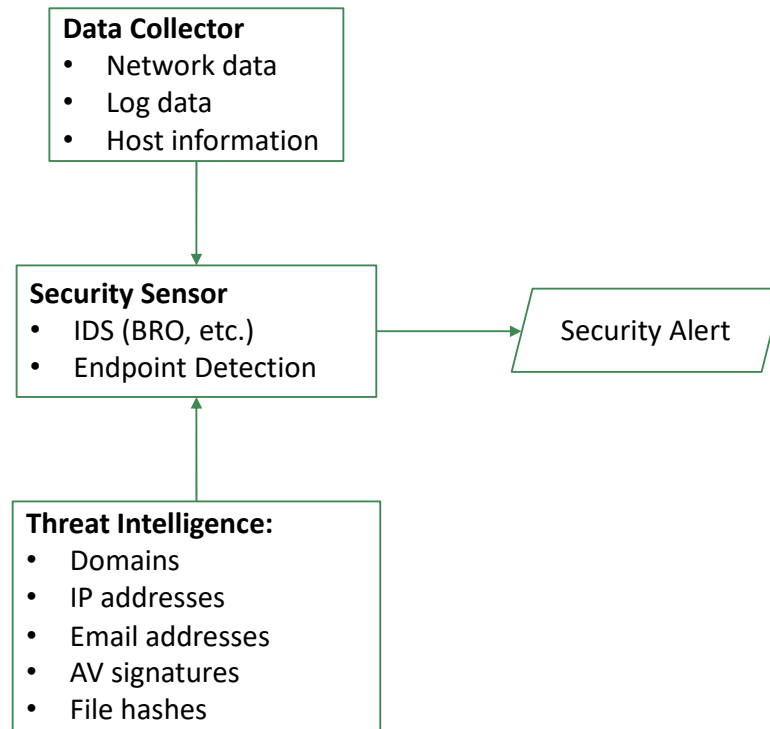 Data Collector
• Network data
• Log data
• Host information
Security Sensor
• IDS (BRO, etc.)
• Endpoint Detection
Security Alert
Threat Intelligence:
• Domains
• IP addresses
• Email addresses
• AV signatures
• File hashes